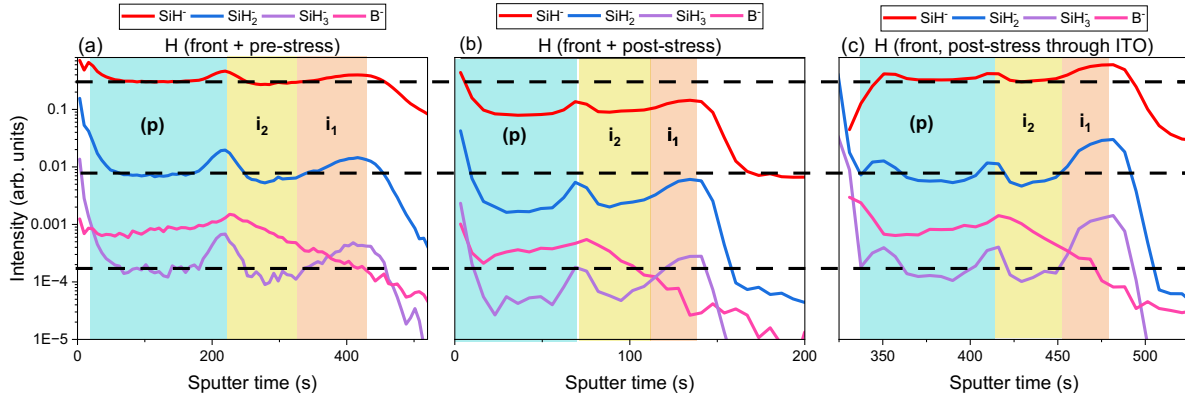 SiH- SiH2- SiH3- B-
SiH- SiH2- SiH3- B-
SiH- SiH2- SiH3- B-
(a) H (front + pre-stress)
(b) H (front + post-stress)
(c) H (front, post-stress through ITO)
Intensity (arb. units)
0.1
0.01
0.001
1E-4
1E-5
(p) i2 i1
(p) i2 i1
(p) i2 i1
0 200 400
0 100 200
350 400 450 500
Sputter time (s)
Sputter time (s)
Sputter time (s)